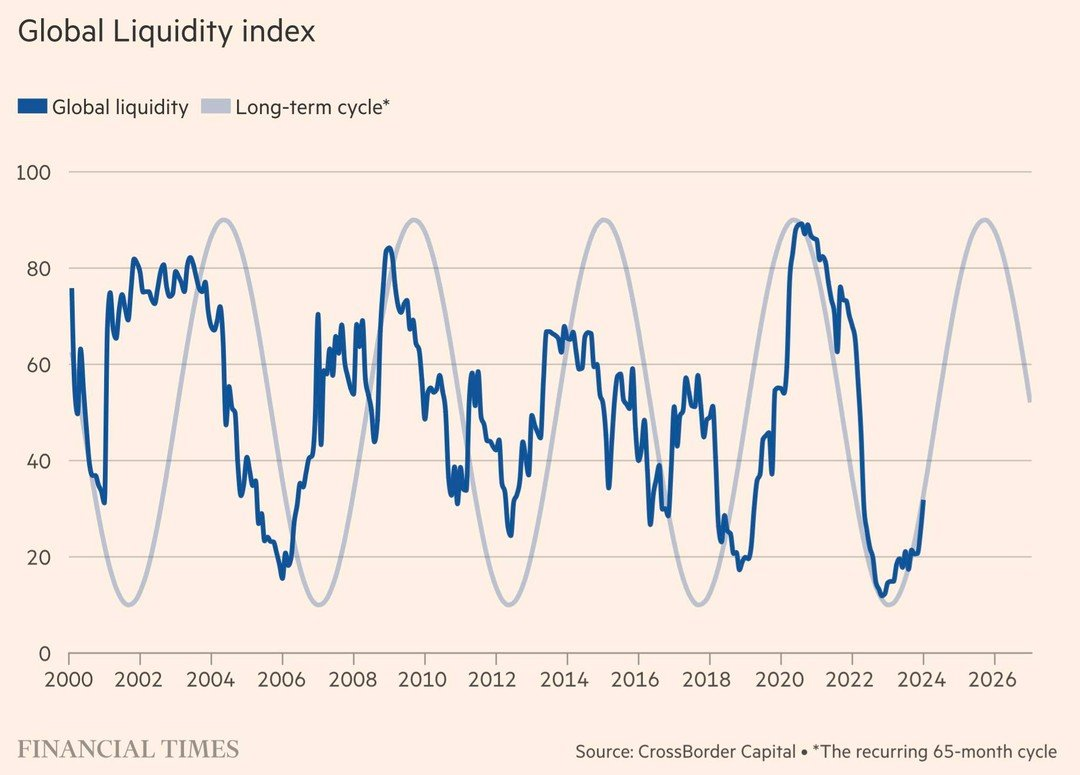 Global Liquidity index
Global liquidity Long-term cycle*
100
80
60
40
20
0
2000 2002 2004 2006 2008 2010 2012 2014 2016 2018 2020 2022 2024 2026
FINANCIAL TIMES
Source: CrossBorder Capital • *The recurring 65-month cycle